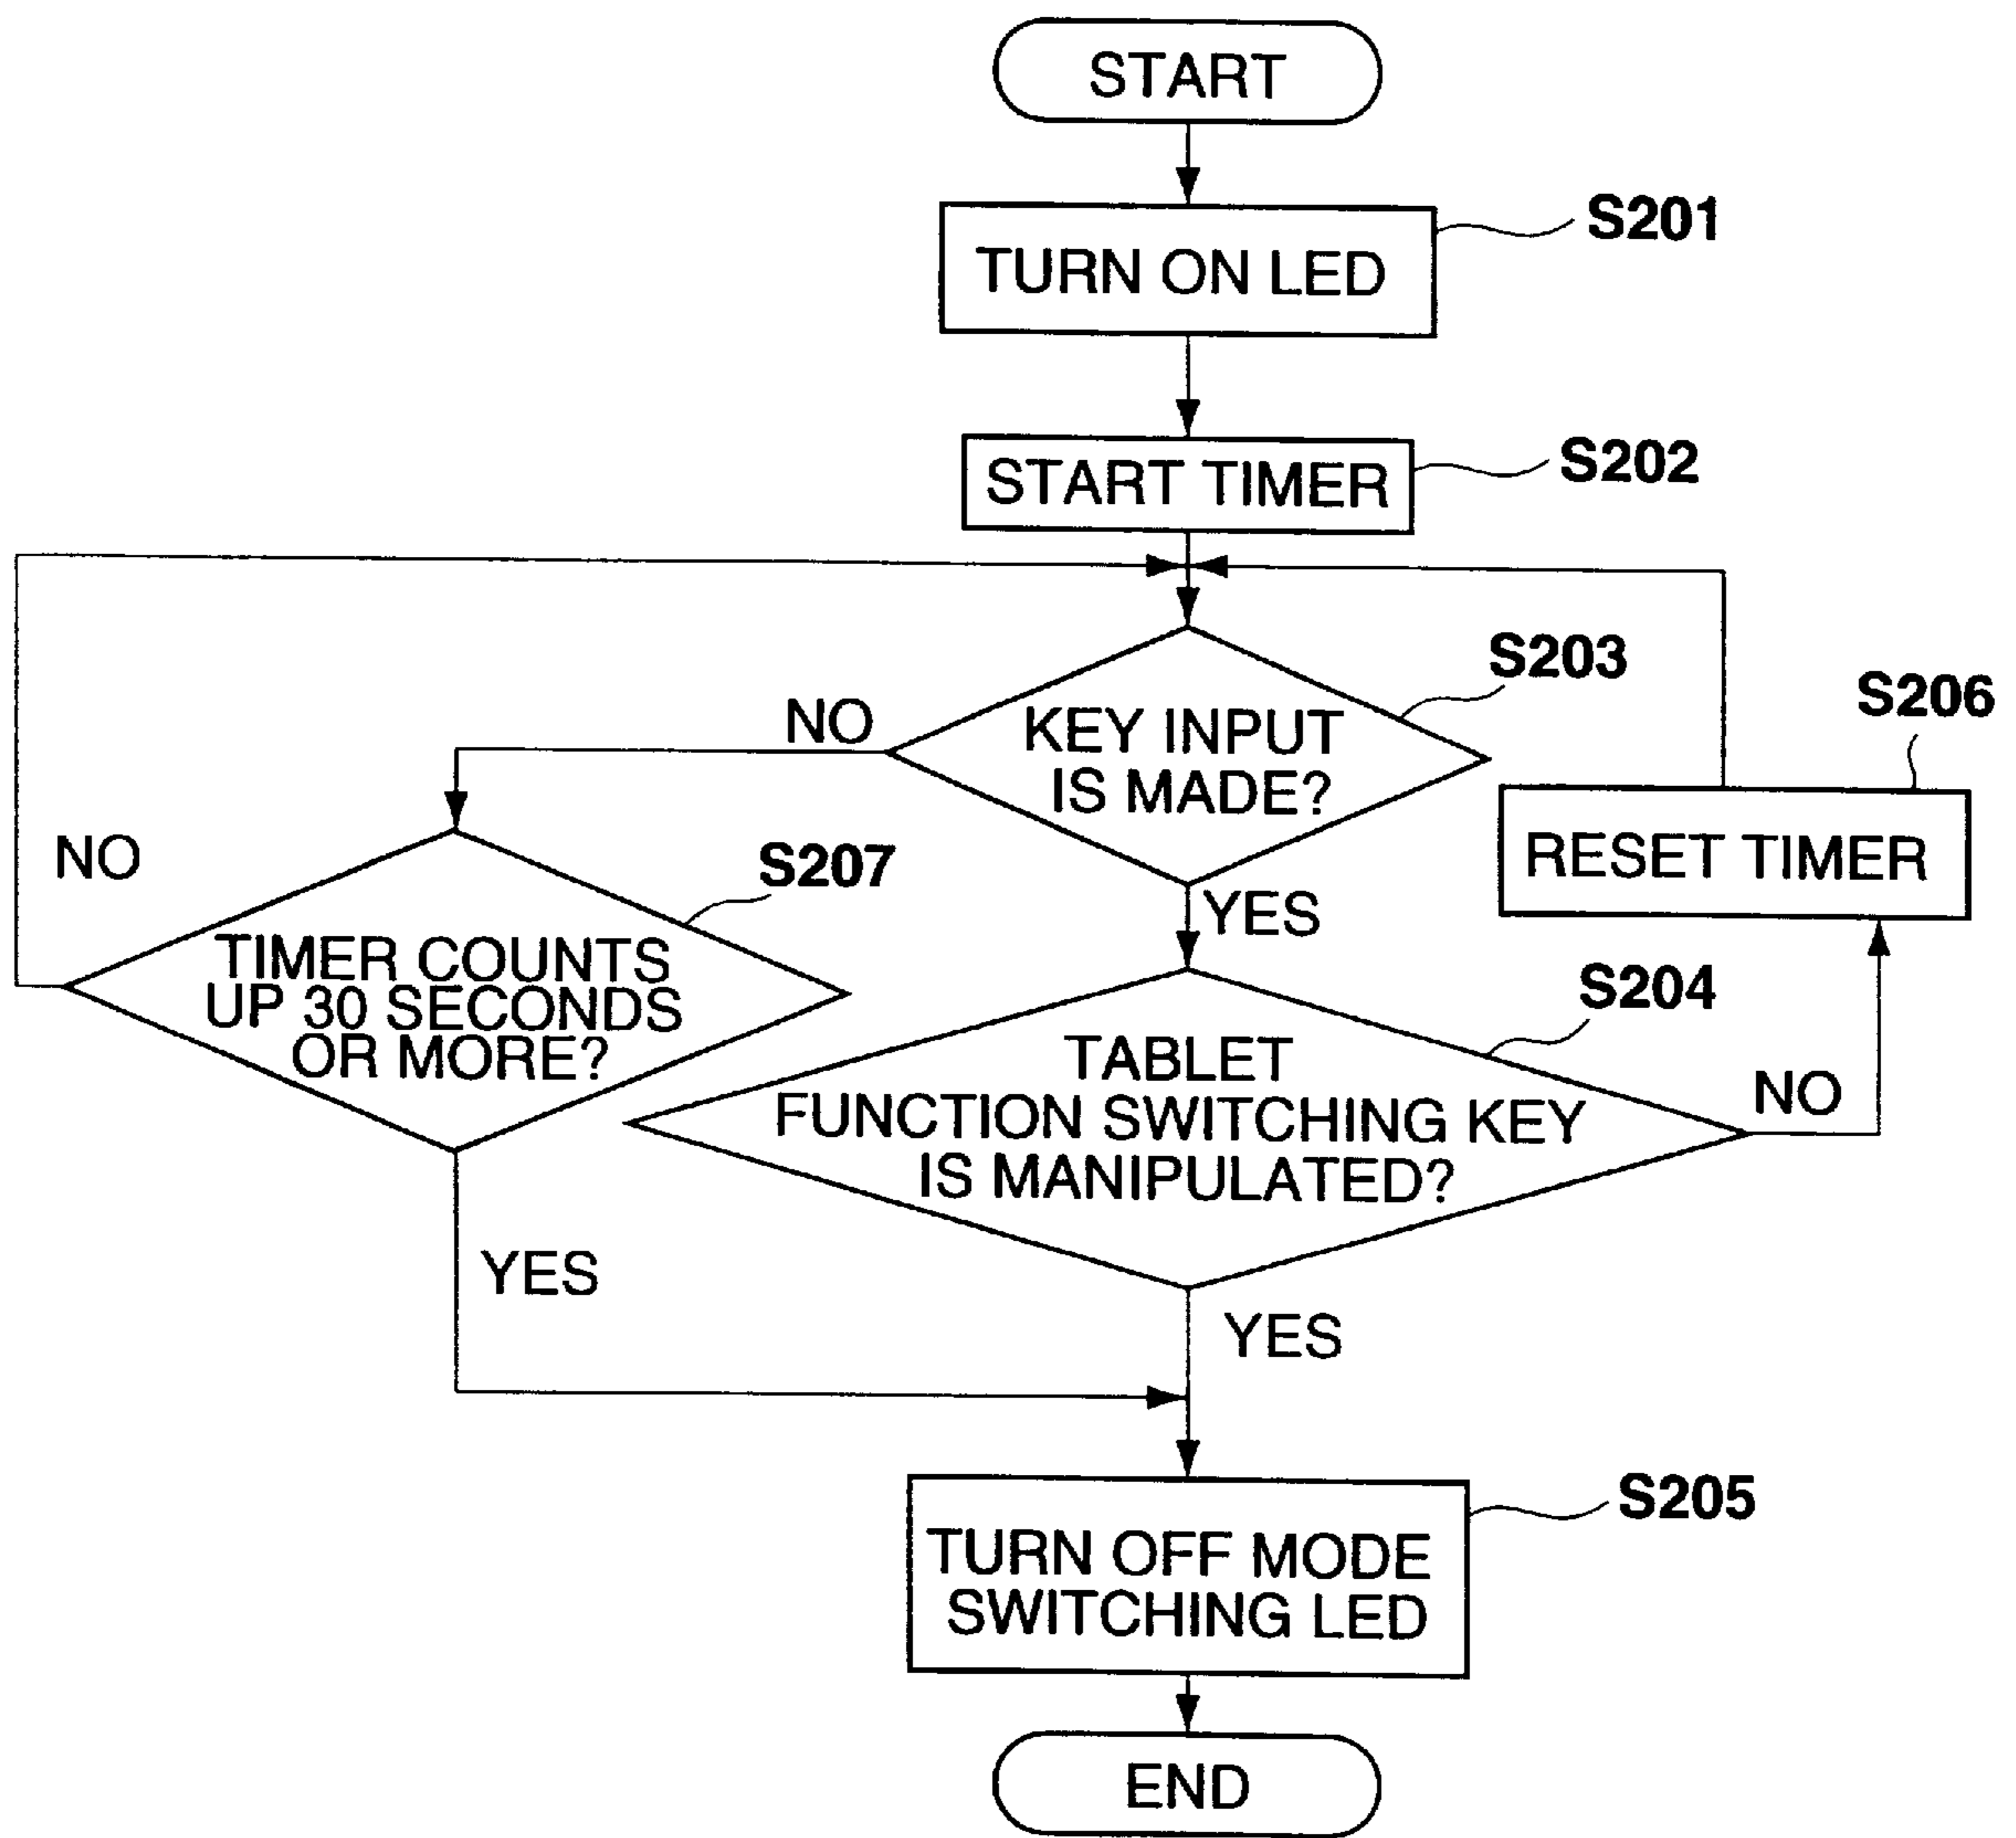 START
TURN ON LED
S201
START TIMER
S202
KEY INPUT
IS MADE?
S203
NO
YES
S206
RESET TIMER
NO
S207
TIMER COUNTS
UP 30 SECONDS
OR MORE?
YES
S204
TABLET
FUNCTION SWITCHING KEY
IS MANIPULATED?
NO
YES
S205
TURN OFF MODE
SWITCHING LED
END